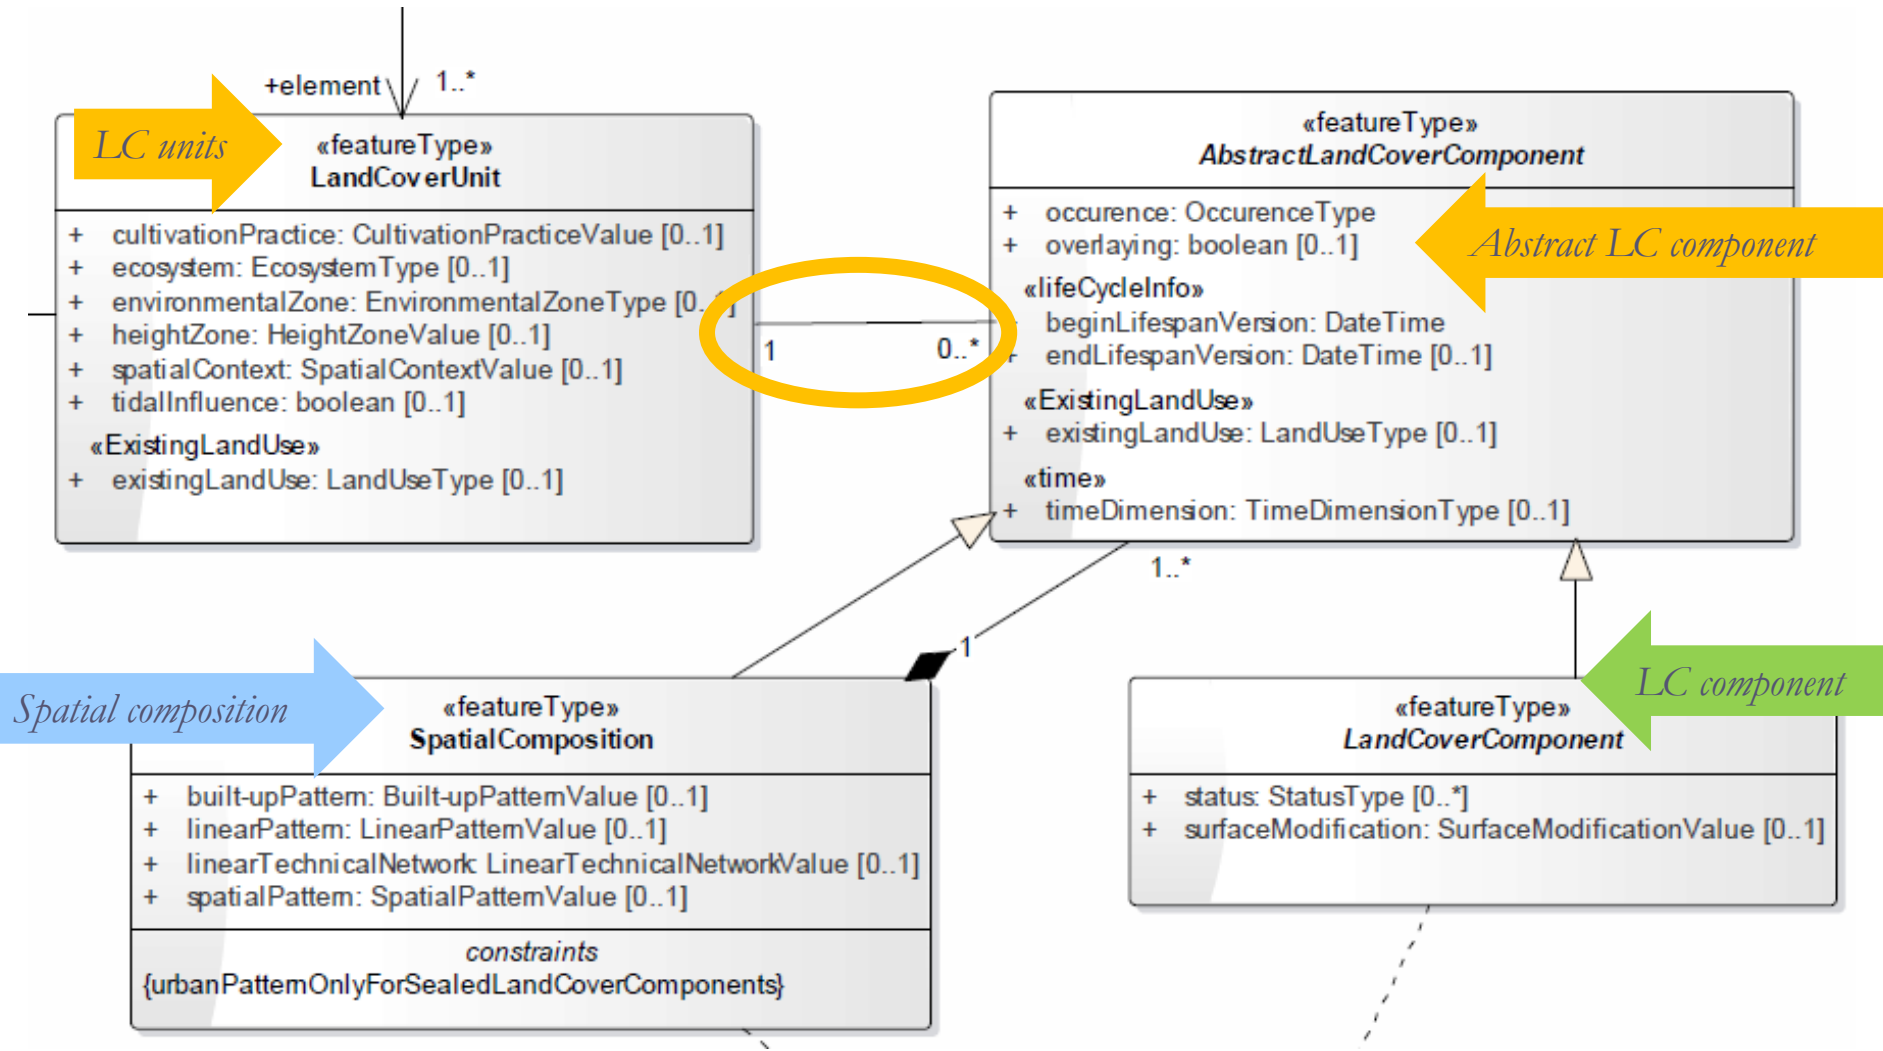 +element 1..*
LC units
«featureType»
LandCoverUnit
+ cultivationPractice: CultivationPracticeValue [0..1]
+ ecosystem: EcosystemType [0..1]
+ environmentalZone: EnvironmentalZoneType [0..1]
+ heightZone: HeightZoneValue [0..1]
+ spatialContext: SpatialContextValue [0..1]
+ tidalInfluence: boolean [0..1]
«ExistingLandUse»
+ existingLandUse: LandUseType [0..1]
1 0..*
«featureType»
AbstractLandCoverComponent
+ occurence: OccurenceType
+ overlaying: boolean [0..1]
Abstract LC component
«lifeCycleInfo»
+ beginLifespanVersion: DateTime
+ endLifespanVersion: DateTime [0..1]
«ExistingLandUse»
+ existingLandUse: LandUseType [0..1]
«time»
+ timeDimension: TimeDimensionType [0..1]
1..*
1
Spatial composition
«featureType»
SpatialComposition
+ built-upPattern: Built-upPatternValue [0..1]
+ linearPattern: LinearPatternValue [0..1]
+ linearTechnicalNetwork: LinearTechnicalNetworkValue [0..1]
+ spatialPattern: SpatialPatternValue [0..1]
constraints
{urbanPatternOnlyForSealedLandCoverComponents}
LC component
«featureType»
LandCoverComponent
+ status: StatusType [0..*]
+ surfaceModification: SurfaceModificationValue [0..1]